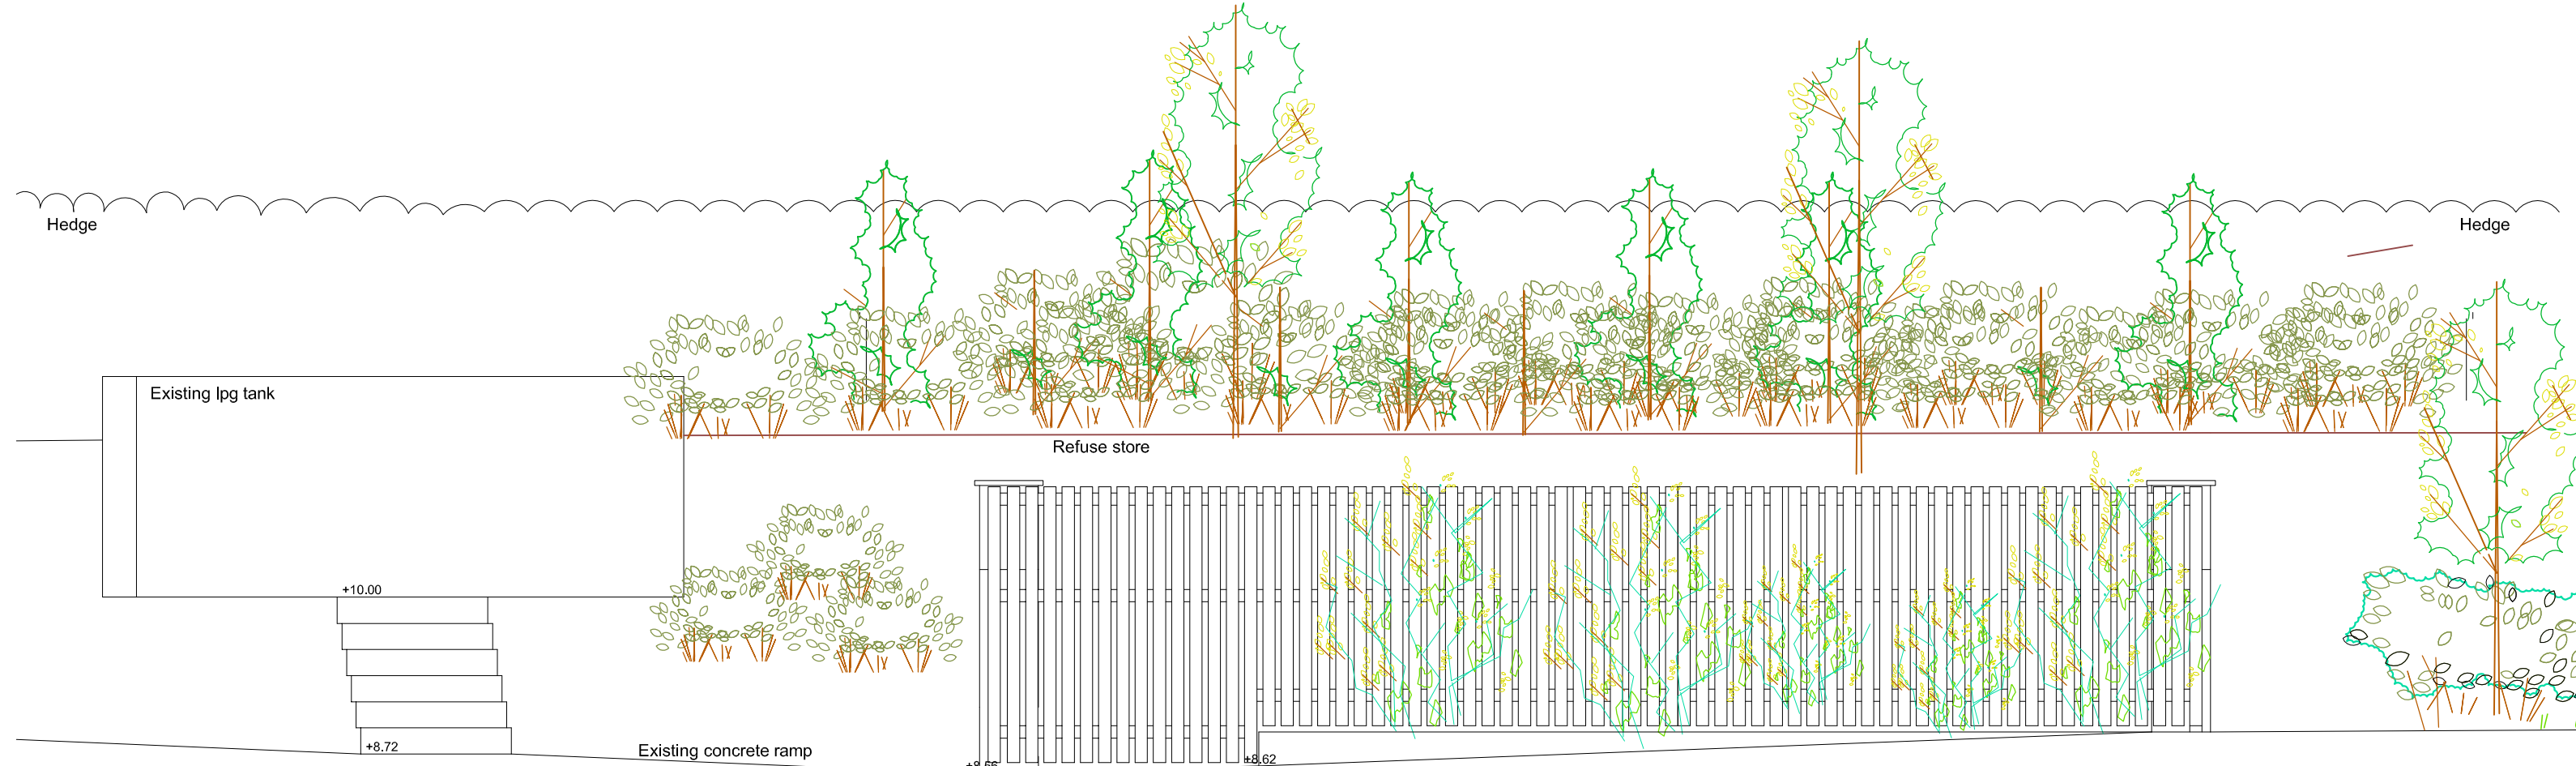 Hedge
Hedge
Existing lpg tank
Refuse store
+10.00
+8.72
Existing concrete ramp
+8.62